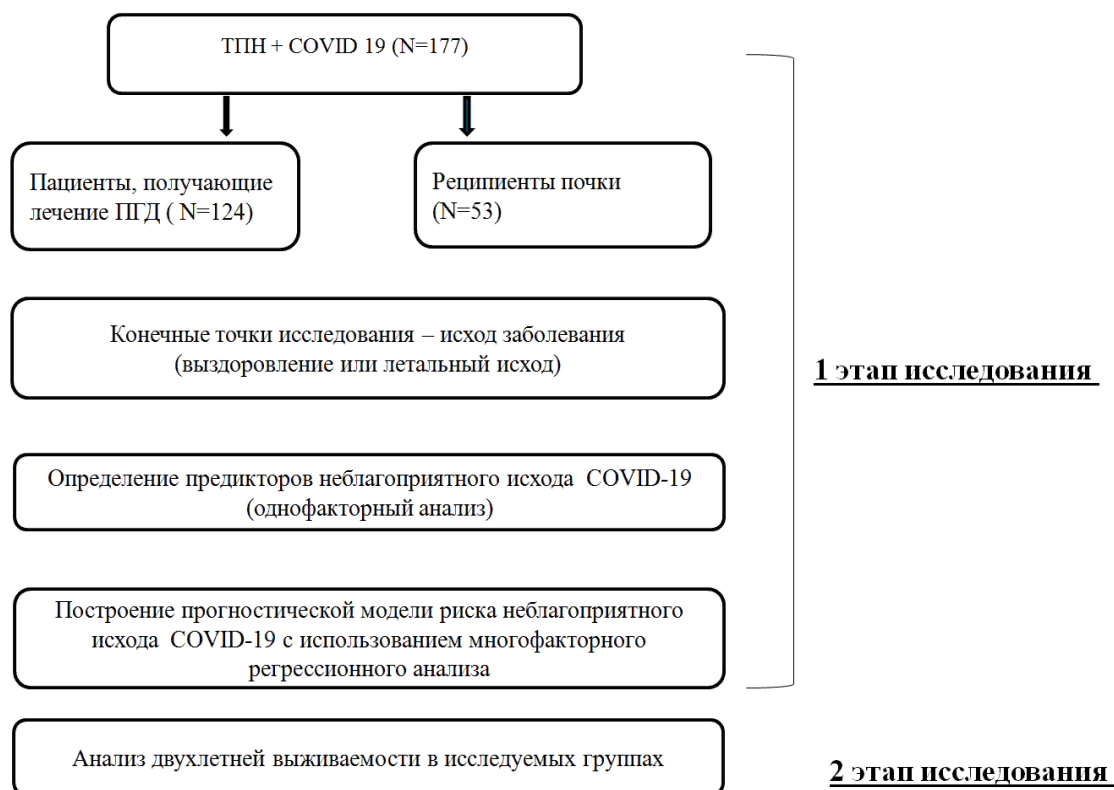 ТПН + COVID 19 (N=177)
Пациенты, получающие
лечение ПГД ( N=124)
Реципиенты почки
(N=53)
Конечные точки исследования – исход заболевания
(выздоровление или летальный исход)
1 этап исследования
Определение предикторов неблагоприятного исхода COVID-19
(однофакторный анализ)
Построение прогностической модели риска неблагоприятного
исхода COVID-19 с использованием многофакторного
регрессионного анализа
Анализ двухлетней выживаемости в исследуемых группах
2 этап исследования